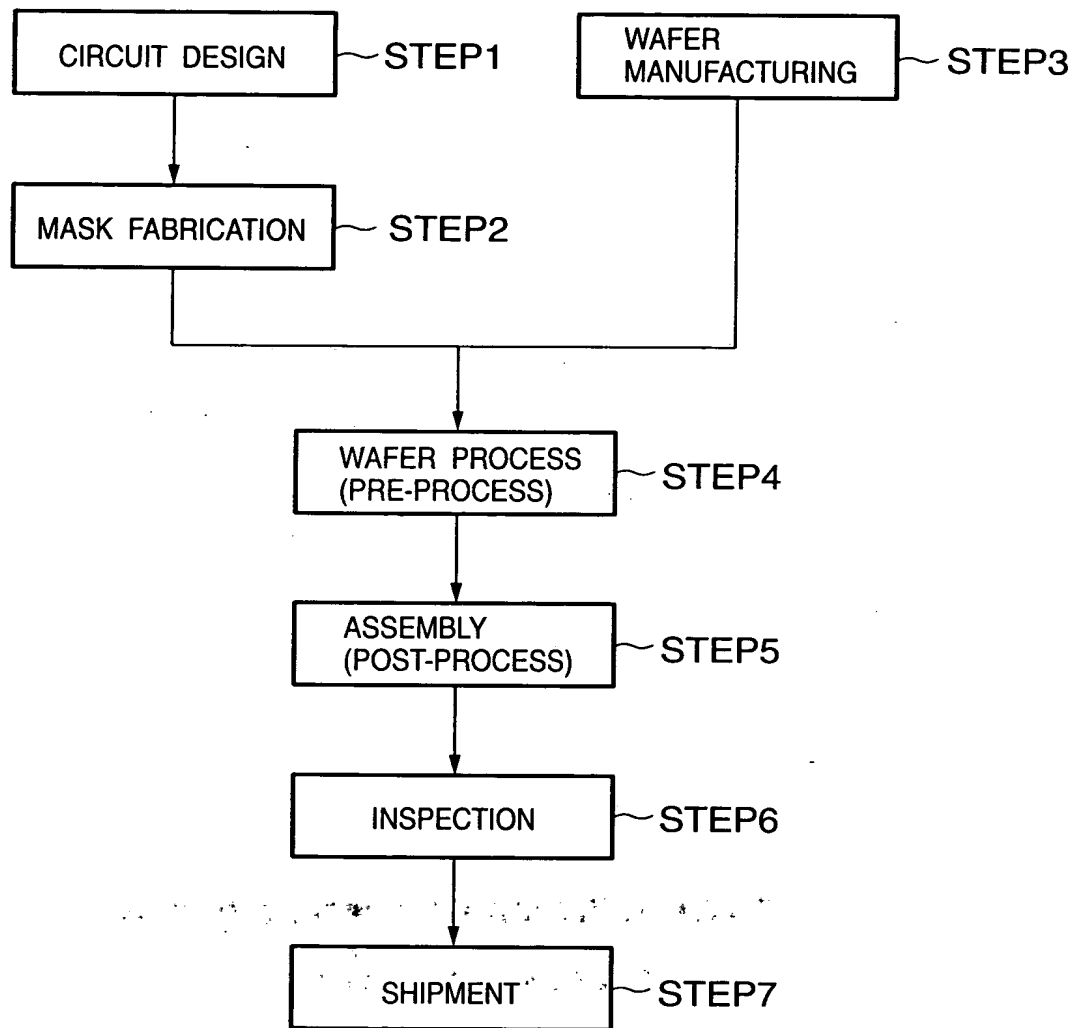 CIRCUIT DESIGN
STEP1
WAFER
MANUFACTURING
STEP3
MASK FABRICATION
STEP2
WAFER PROCESS
(PRE-PROCESS)
STEP4
ASSEMBLY
(POST-PROCESS)
STEP5
INSPECTION
STEP6
SHIPMENT
STEP7